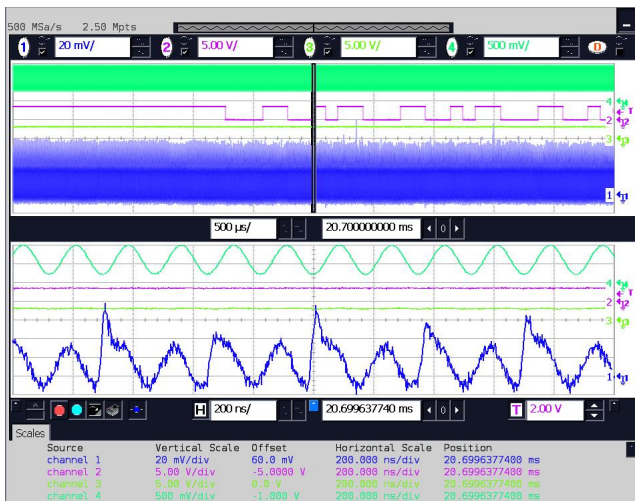 500 MSa/s 2.50 Mpts
1 20 mV/ 2 5.00 V/ 3 5.00 V/ 4 500 mV/ D
4
T
2
3
1
500 µs/ 20.700000000 ms 0
4
T
2
3
1
H 200 ns/ 20.699637740 ms 0 T 2.00 V
Scales
Source Vertical Scale Offset Horizontal Scale Position
channel 1 20 mV/div 60.0 mV 200.000 ns/div 20.6996377400 ms
channel 2 5.00 V/div -5.0000 V 200.000 ns/div 20.6996377400 ms
channel 3 5.00 V/div 0.0 V 200.000 ns/div 20.6996377400 ms
channel 4 500 mV/div -1.000 V 200.000 ns/div 20.6996377400 ms